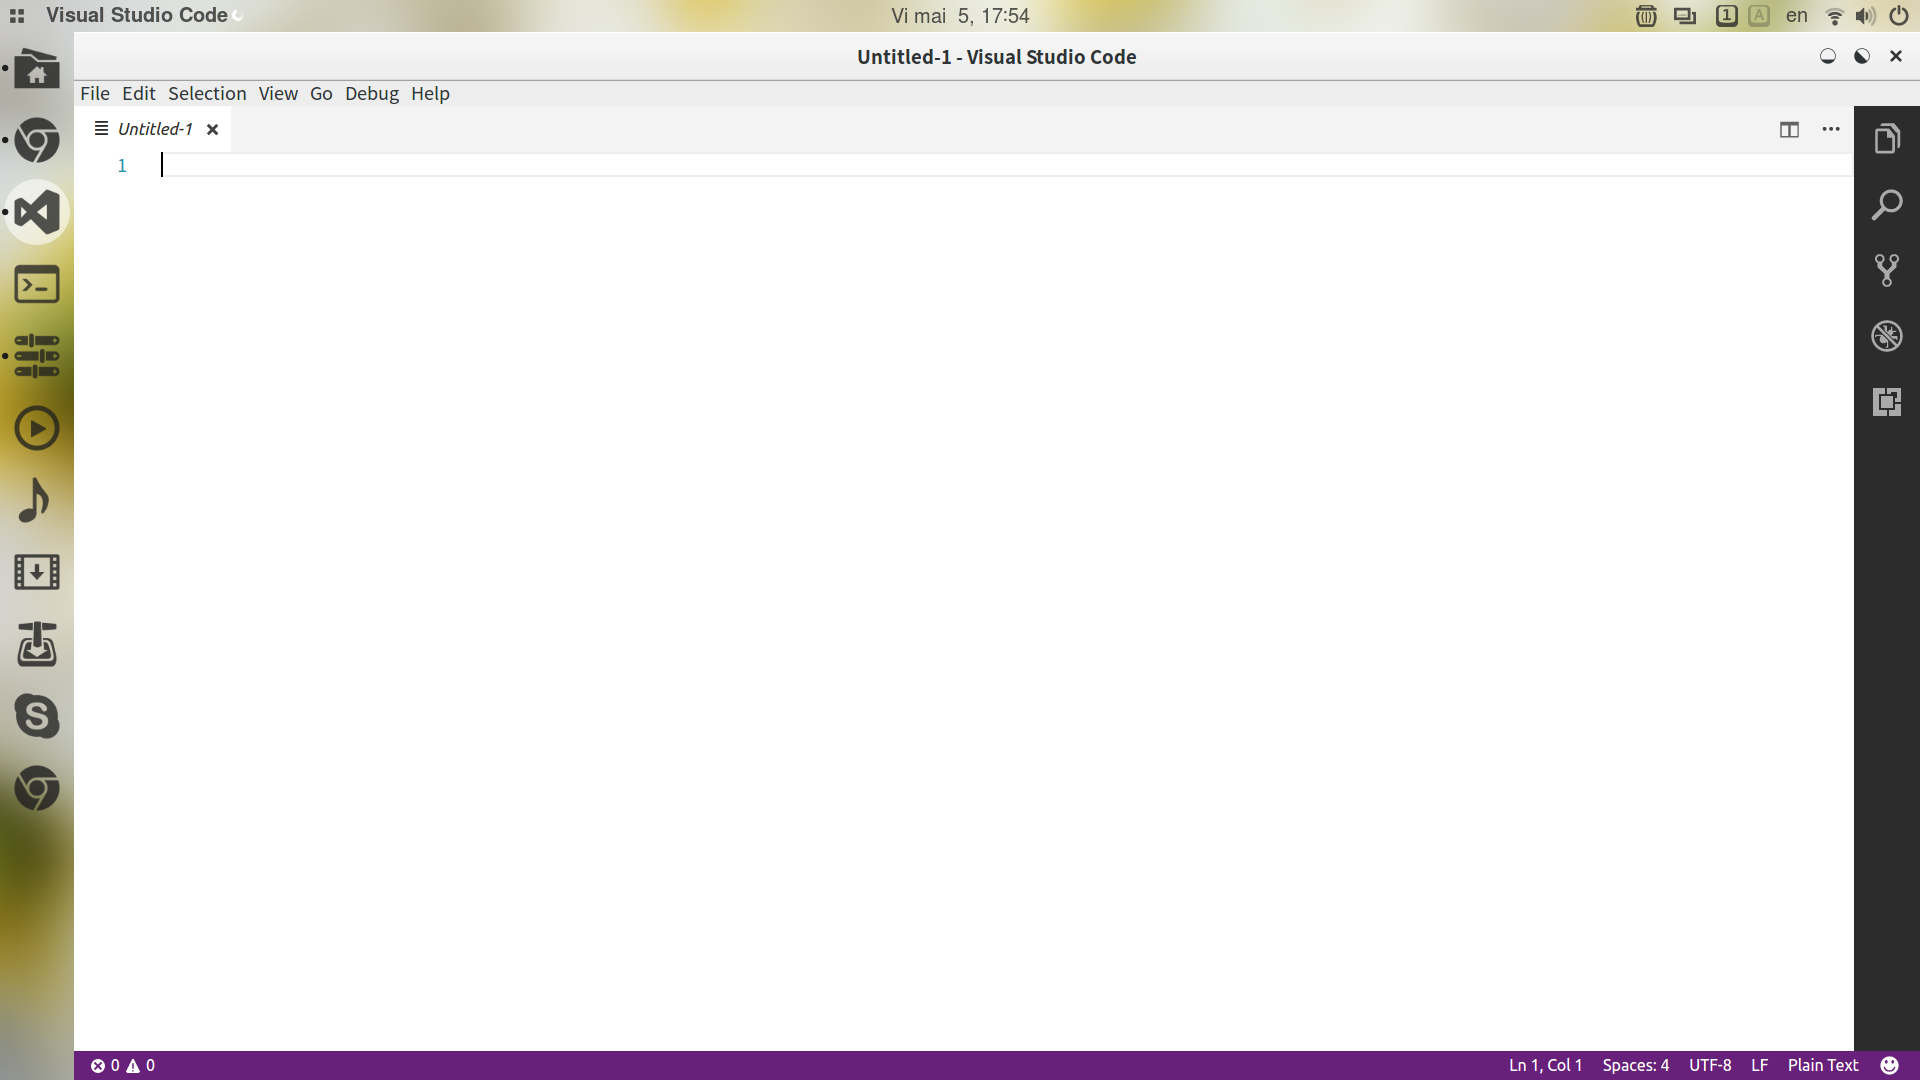 Visual Studio Code
Vi mai 5, 17:54
1
A
en
Untitled-1 - Visual Studio Code
File Edit Selection View Go Debug Help
Untitled-1
1
0 0
Ln 1, Col 1 Spaces: 4 UTF-8 LF Plain Text